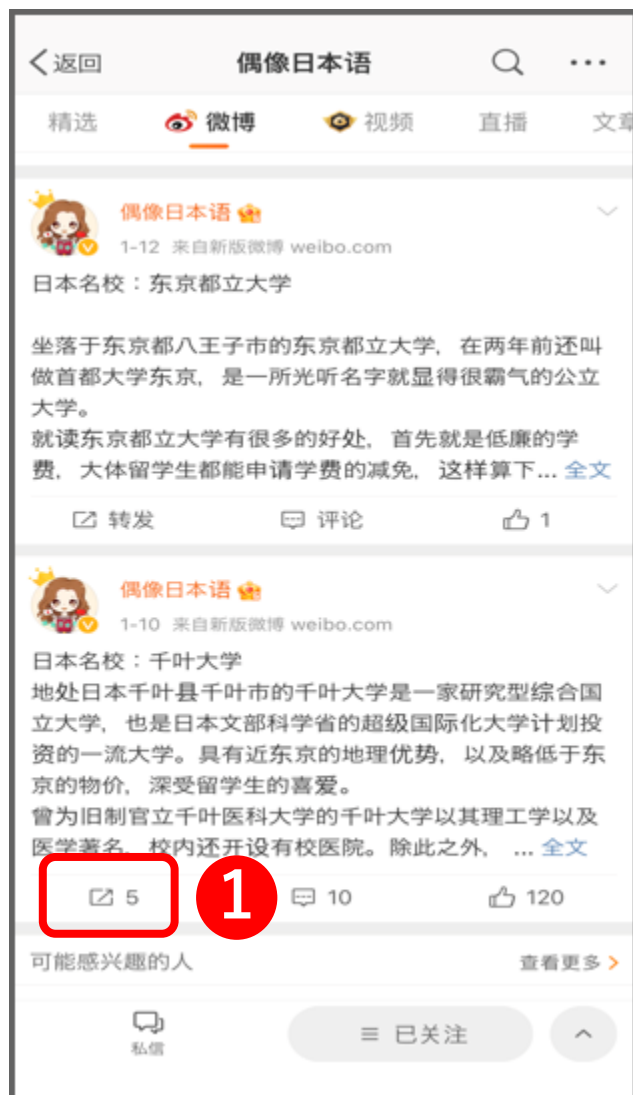 返回
偶像日本语
精选
微博
视频
直播
文章
偶像日本语
1-12 来自新版微博 weibo.com
日本名校：东京都立大学
坐落于东京都八王子市的东京都立大学，在两年前还叫
做首都大学东京，是一所光听名字就显得很霸气的公立
大学。
就读东京都立大学有很多的好处，首先就是低廉的学
费，大体留学生都能申请学费的减免，这样算下... 全文
转发
评论
1
偶像日本语
1-10 来自新版微博 weibo.com
日本名校：千叶大学
地处日本千叶县千叶市的千叶大学是一家研究型综合国
立大学，也是日本文部科学省的超级国际化大学计划投
资的一流大学。具有近东京的地理优势，以及略低于东
京的物价，深受留学生的喜爱。
曾为旧制官立千叶医科大学的千叶大学以其理工学以及
医学著名，校内还开设有校医院。除此之外， ... 全文
5
1
10
120
可能感兴趣的人
查看更多
私信
已关注